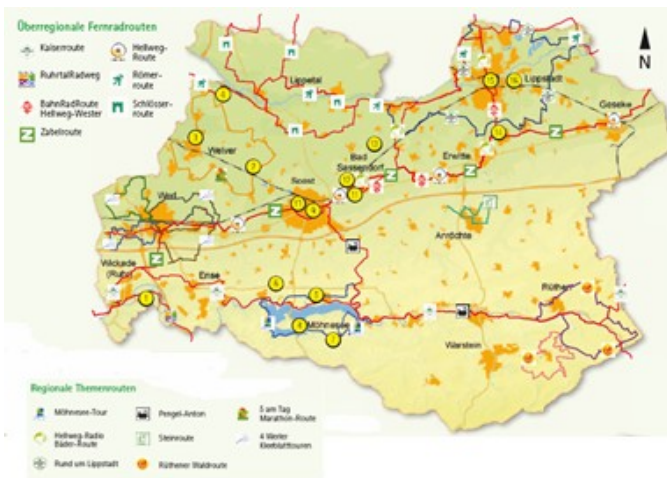 Überregionale Fernradrouten
Kaiserroute
Hellweg-
Route
RuhrtalRadweg
Römer-
route
BahnRadRoute
Hellweg-Weser
Schlösser-
route
Zabelroute
N
Lippetal
Lippstadt
Geseke
Welver
Bad
Sassendorf
Erwitte
Soest
Werl
Anröchte
Wickede
(Ruhr)
Ense
Rüthen
Möhnesee
Warstein
Regionale Themenrouten
Möhnesee-Tour
Pengel-Anton
5 am Tag
Marathon-Route
Hellweg-Radio
Bäder-Route
Steinroute
4 Werler
Kleeblatttouren
Rund um Lippstadt
Rüthener Waldroute